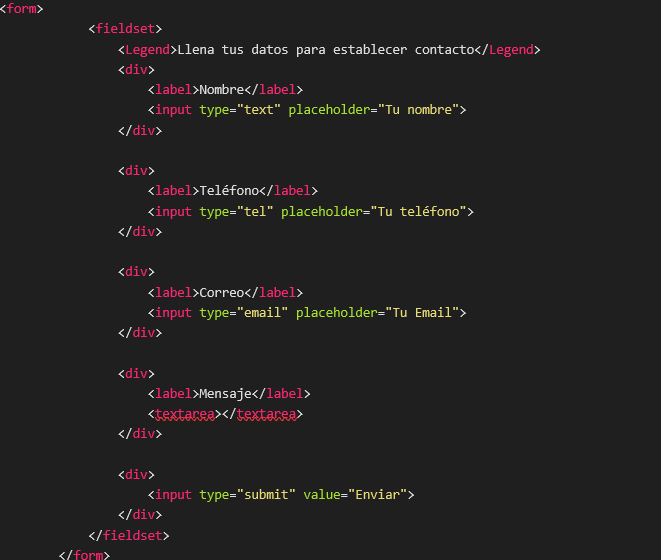 <form>
<fieldset>
<Legend>Llena tus datos para establecer contacto</Legend>
<div>
<label>Nombre</label>
<input type="text" placeholder="Tu nombre">
</div>
<div>
<label>Teléfono</label>
<input type="tel" placeholder="Tu teléfono">
</div>
<div>
<label>Correo</label>
<input type="email" placeholder="Tu Email">
</div>
<div>
<label>Mensaje</label>
<textarea></textarea>
</div>
<div>
<input type="submit" value="Enviar">
</div>
</fieldset>
</form>